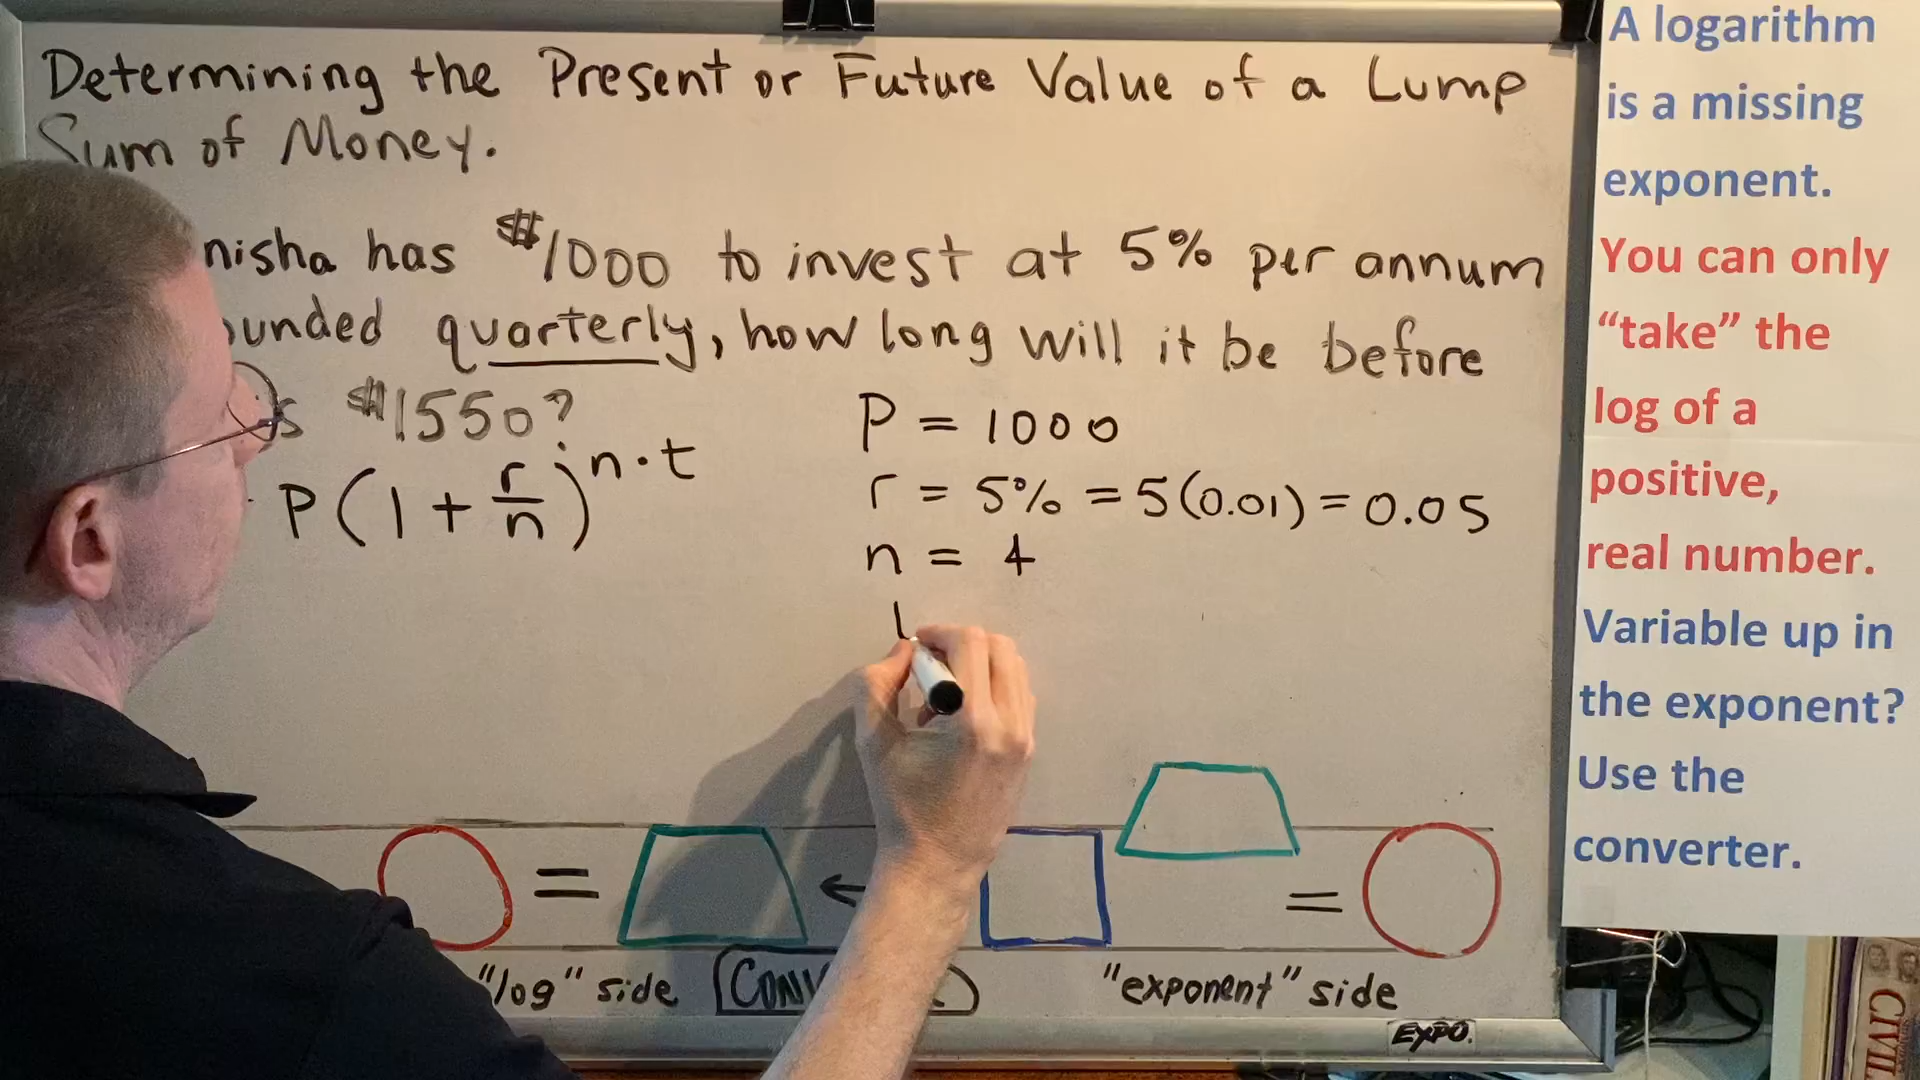 Determining the Present or Future Value of a Lump
Sum of Money.
nisha has $1000 to invest at 5% per annum
ounded quarterly, how long will it be before
s $1550?
P(1 + r/n)^n·t
P = 1000
r = 5% = 5(0.01) = 0.05
n = 4
= ← =
"log" side "exponent" side
EXPO.
A logarithm
is a missing
exponent.
You can only
“take” the
log of a
positive,
real number.
Variable up in
the exponent?
Use the
converter.